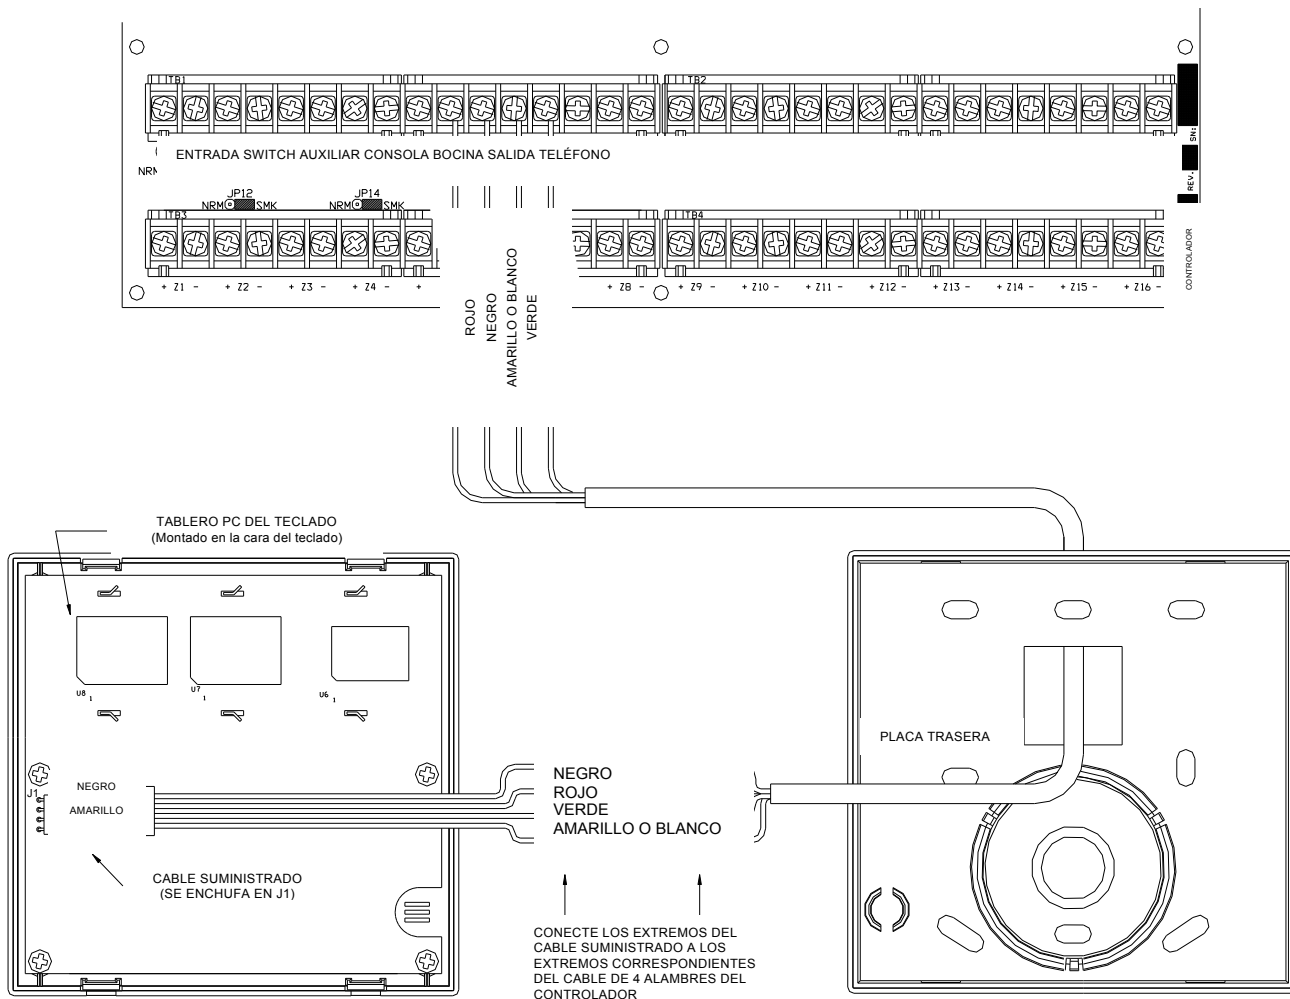 TB1
TB2
ENTRADA SWITCH AUXILIAR CONSOLA BOCINA SALIDA TELÉFONO
SN:
REV.
NRM
JP12
NRM SMK
JP14
NRM SMK
TB3
TB4
CONTROLADOR
+ Z1 - + Z2 - + Z3 - + Z4 - + + Z8 - + Z9 - + Z10 - + Z11 - + Z12 - + Z13 - + Z14 - + Z15 - + Z16 -
ROJO
NEGRO
AMARILLO O BLANCO
VERDE
TABLERO PC DEL TECLADO
(Montado en la cara del teclado)
U8 1
U7 1
U6 1
PLACA TRASERA
J1
NEGRO
AMARILLO
NEGRO
ROJO
VERDE
AMARILLO O BLANCO
CABLE SUMINISTRADO
(SE ENCHUFA EN J1)
CONECTE LOS EXTREMOS DEL
CABLE SUMINISTRADO A LOS
EXTREMOS CORRESPONDIENTES
DEL CABLE DE 4 ALAMBRES DEL
CONTROLADOR